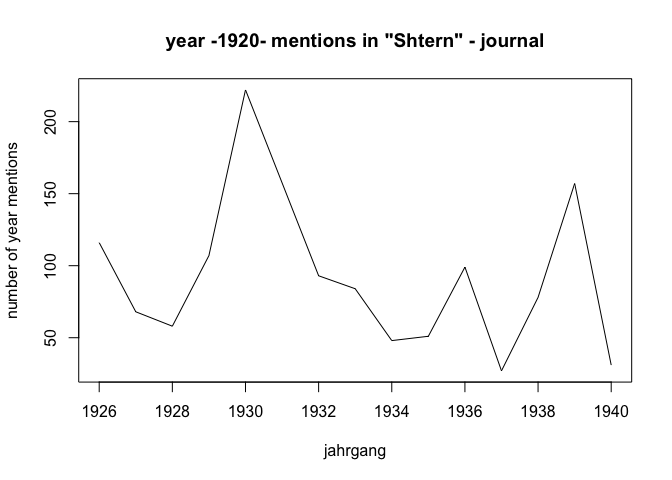 year -1920- mentions in "Shtern" - journal
number of year mentions
200
150
100
50
1926 1928 1930 1932 1934 1936 1938 1940
jahrgang